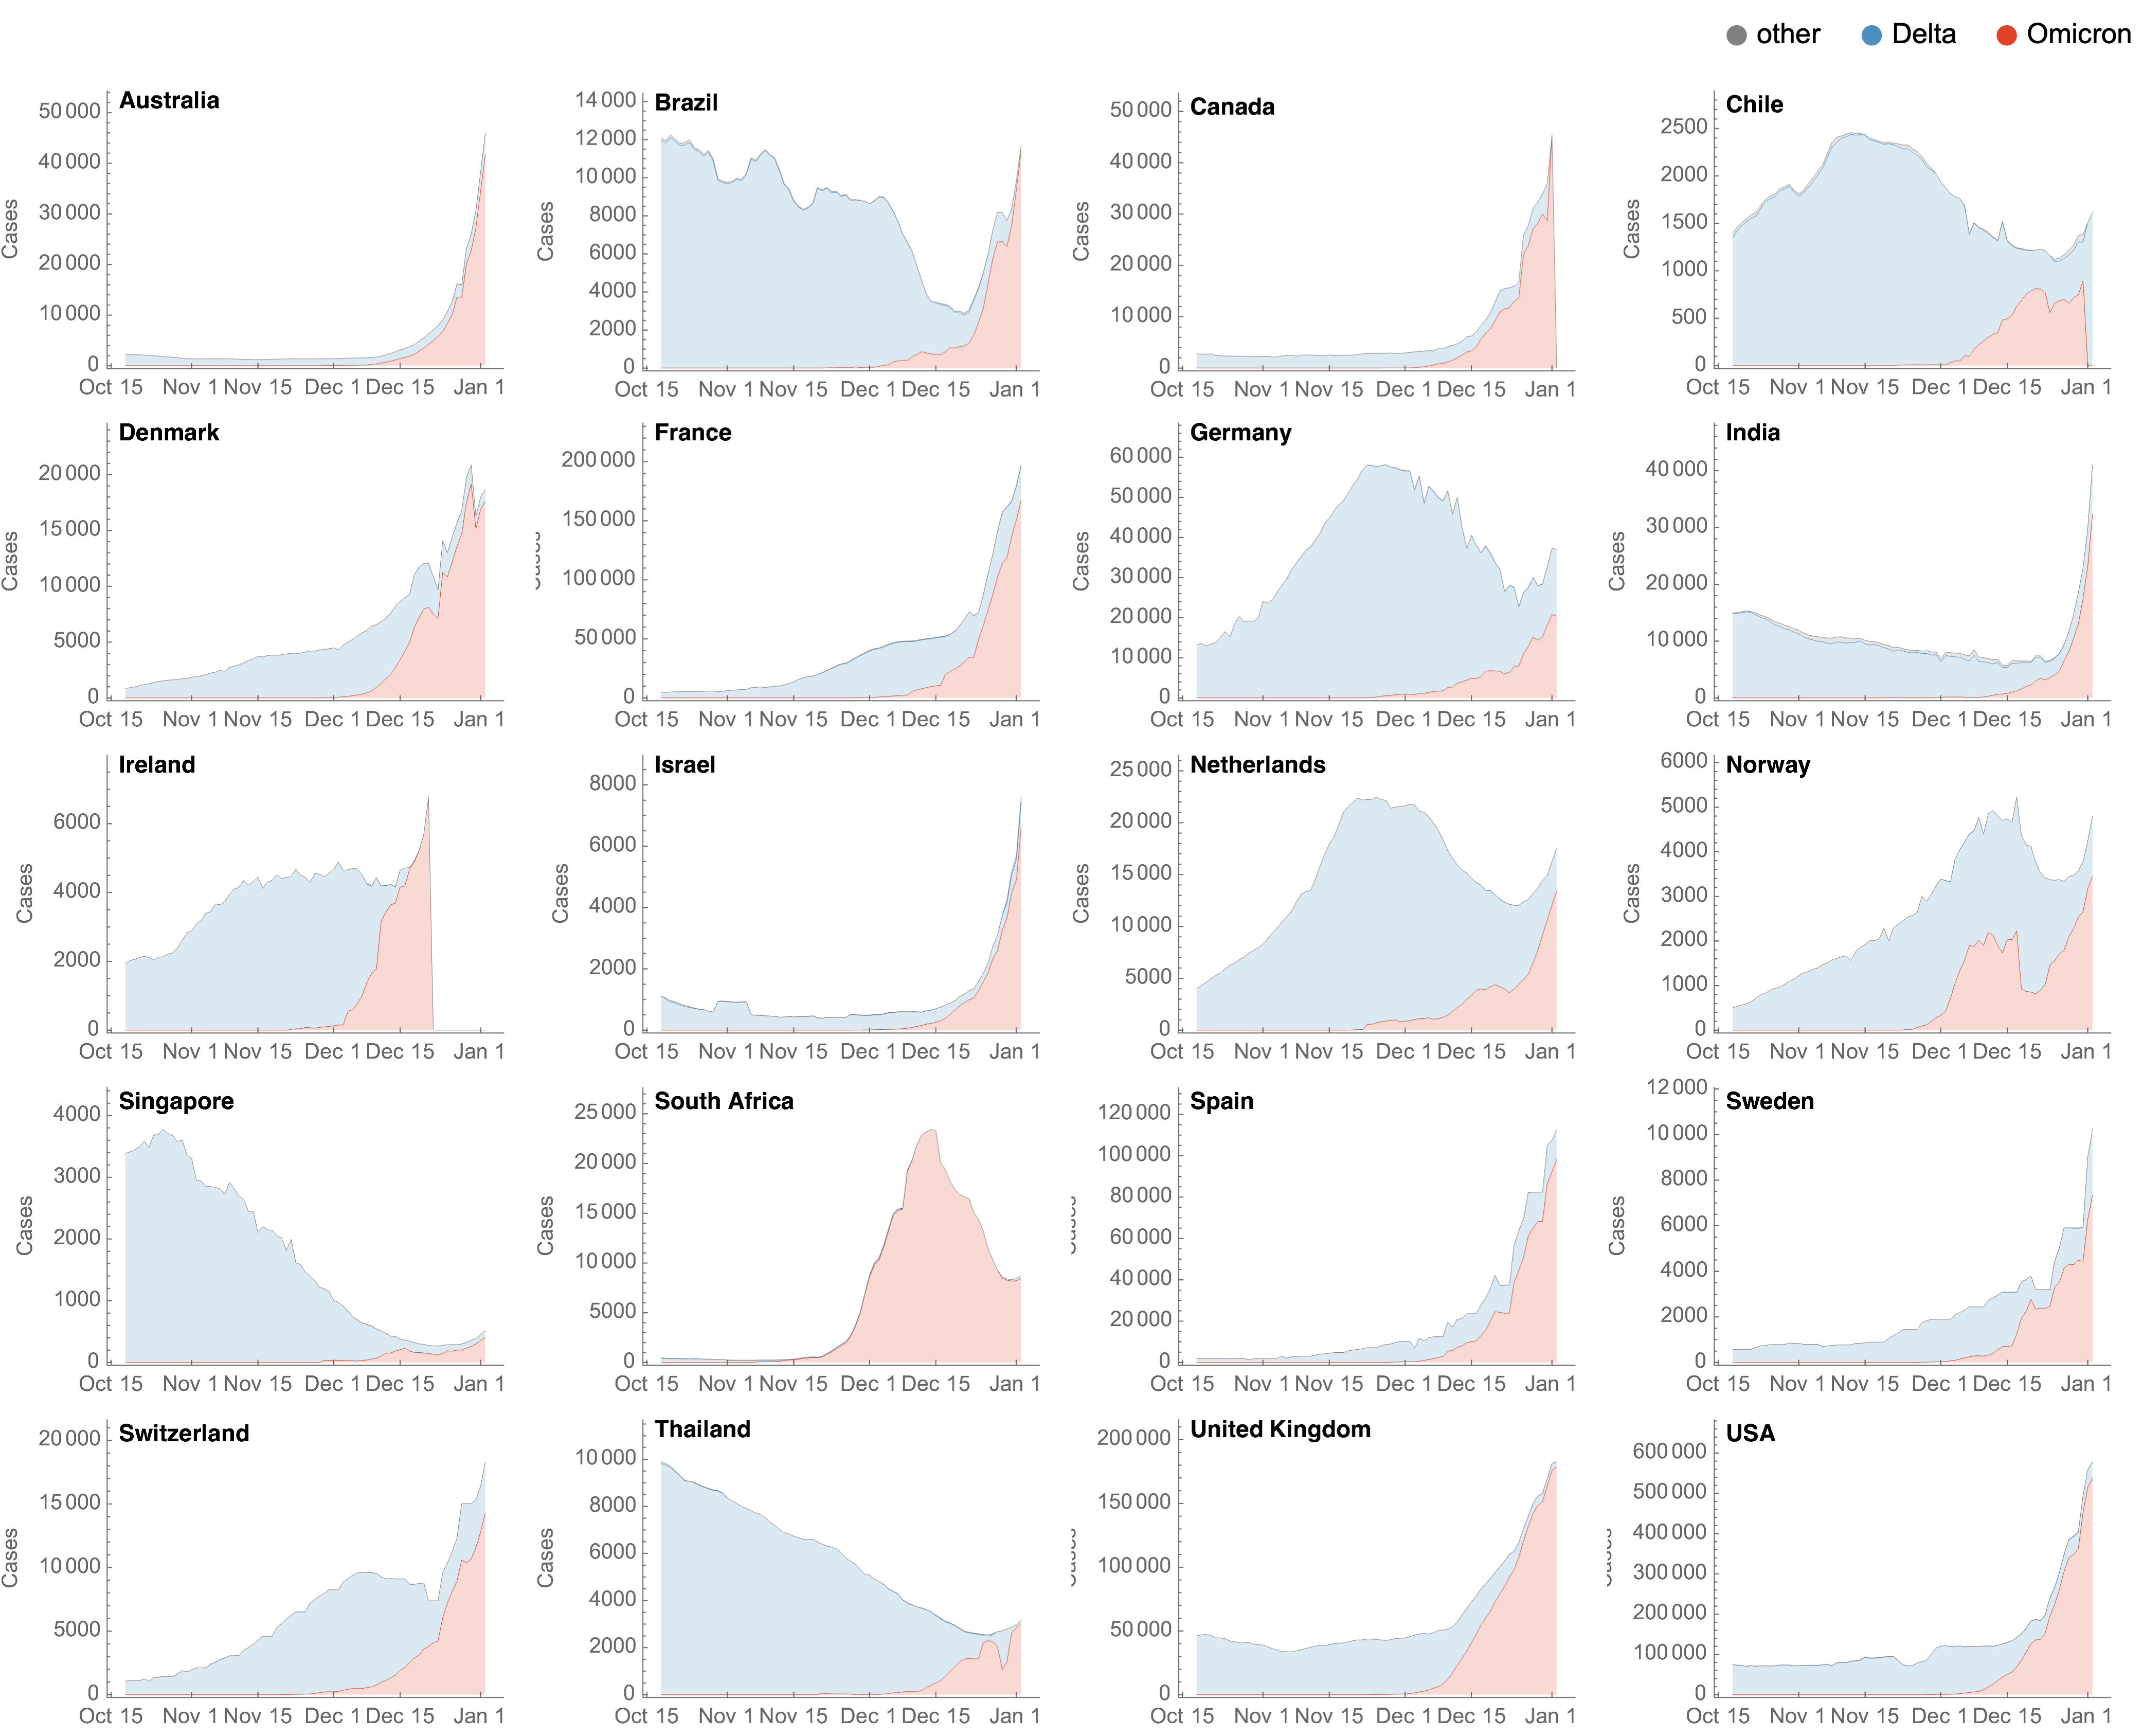 other Delta Omicron
Australia
50 000
40 000
30 000
20 000
10 000
0
Cases
Oct 15 Nov 1 Nov 15 Dec 1 Dec 15 Jan 1
Brazil
14 000
12 000
10 000
8000
6000
4000
2000
0
Cases
Oct 15 Nov 1 Nov 15 Dec 1 Dec 15 Jan 1
Canada
50 000
40 000
30 000
20 000
10 000
0
Cases
Oct 15 Nov 1 Nov 15 Dec 1 Dec 15 Jan 1
Chile
2500
2000
1500
1000
500
0
Cases
Oct 15 Nov 1 Nov 15 Dec 1 Dec 15 Jan 1
Denmark
20 000
15 000
10 000
5000
0
Cases
Oct 15 Nov 1 Nov 15 Dec 1 Dec 15 Jan 1
France
200 000
150 000
100 000
50 000
0
Oct 15 Nov 1 Nov 15 Dec 1 Dec 15 Jan 1
Germany
60 000
50 000
40 000
30 000
20 000
10 000
0
Cases
Oct 15 Nov 1 Nov 15 Dec 1 Dec 15 Jan 1
India
40 000
30 000
20 000
10 000
0
Cases
Oct 15 Nov 1 Nov 15 Dec 1 Dec 15 Jan 1
Ireland
6000
4000
2000
0
Cases
Oct 15 Nov 1 Nov 15 Dec 1 Dec 15 Jan 1
Israel
8000
6000
4000
2000
0
Cases
Oct 15 Nov 1 Nov 15 Dec 1 Dec 15 Jan 1
Netherlands
25 000
20 000
15 000
10 000
5000
0
Cases
Oct 15 Nov 1 Nov 15 Dec 1 Dec 15 Jan 1
Norway
6000
5000
4000
3000
2000
1000
0
Cases
Oct 15 Nov 1 Nov 15 Dec 1 Dec 15 Jan 1
Singapore
4000
3000
2000
1000
0
Cases
Oct 15 Nov 1 Nov 15 Dec 1 Dec 15 Jan 1
South Africa
25 000
20 000
15 000
10 000
5000
0
Cases
Oct 15 Nov 1 Nov 15 Dec 1 Dec 15 Jan 1
Spain
120 000
100 000
80 000
60 000
40 000
20 000
0
Oct 15 Nov 1 Nov 15 Dec 1 Dec 15 Jan 1
Sweden
12 000
10 000
8000
6000
4000
2000
0
Cases
Oct 15 Nov 1 Nov 15 Dec 1 Dec 15 Jan 1
Switzerland
20 000
15 000
10 000
5000
0
Cases
Oct 15 Nov 1 Nov 15 Dec 1 Dec 15 Jan 1
Thailand
10 000
8000
6000
4000
2000
0
Cases
Oct 15 Nov 1 Nov 15 Dec 1 Dec 15 Jan 1
United Kingdom
200 000
150 000
100 000
50 000
0
Oct 15 Nov 1 Nov 15 Dec 1 Dec 15 Jan 1
USA
600 000
500 000
400 000
300 000
200 000
100 000
0
Oct 15 Nov 1 Nov 15 Dec 1 Dec 15 Jan 1